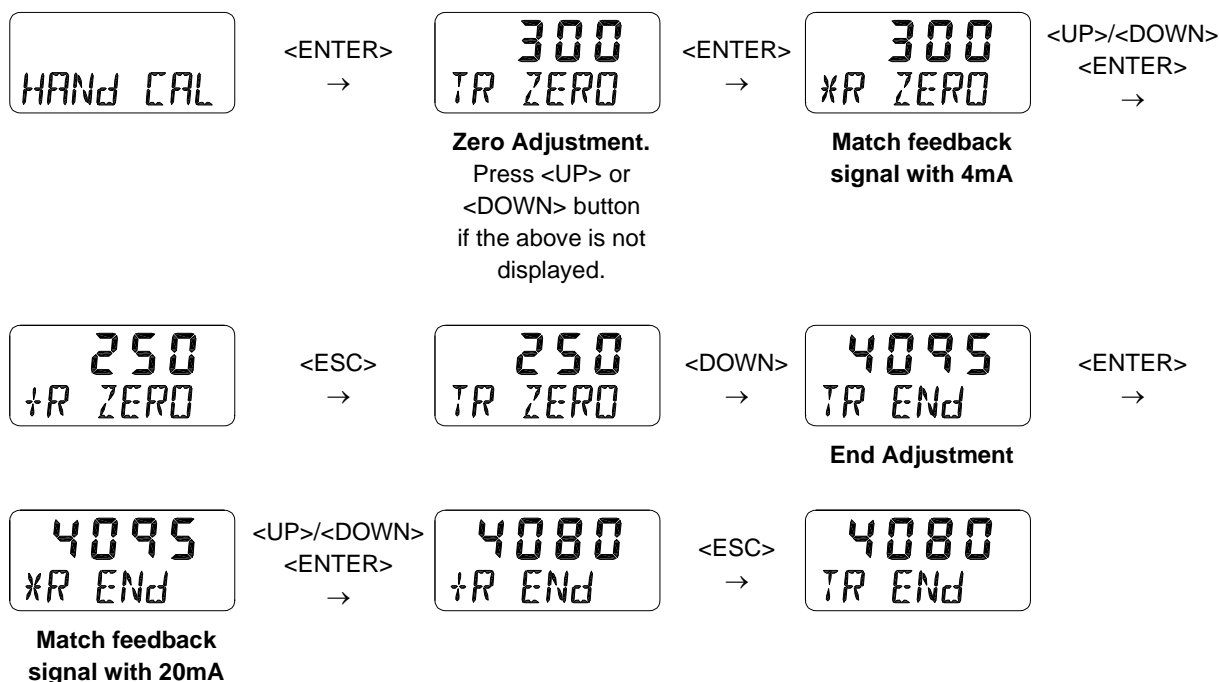 HANd CAL
<ENTER>
→
300
TR ZERO
Zero Adjustment.
Press <UP> or
<DOWN> button
if the above is not
displayed.
<ENTER>
→
300
*R ZERO
Match feedback
signal with 4mA
<UP>/<DOWN>
<ENTER>
→
250
+R ZERO
<ESC>
→
250
TR ZERO
<DOWN>
→
4095
TR ENd
End Adjustment
<ENTER>
→
4095
*R ENd
Match feedback
signal with 20mA
<UP>/<DOWN>
<ENTER>
→
4080
+R ENd
<ESC>
→
4080
TR ENd